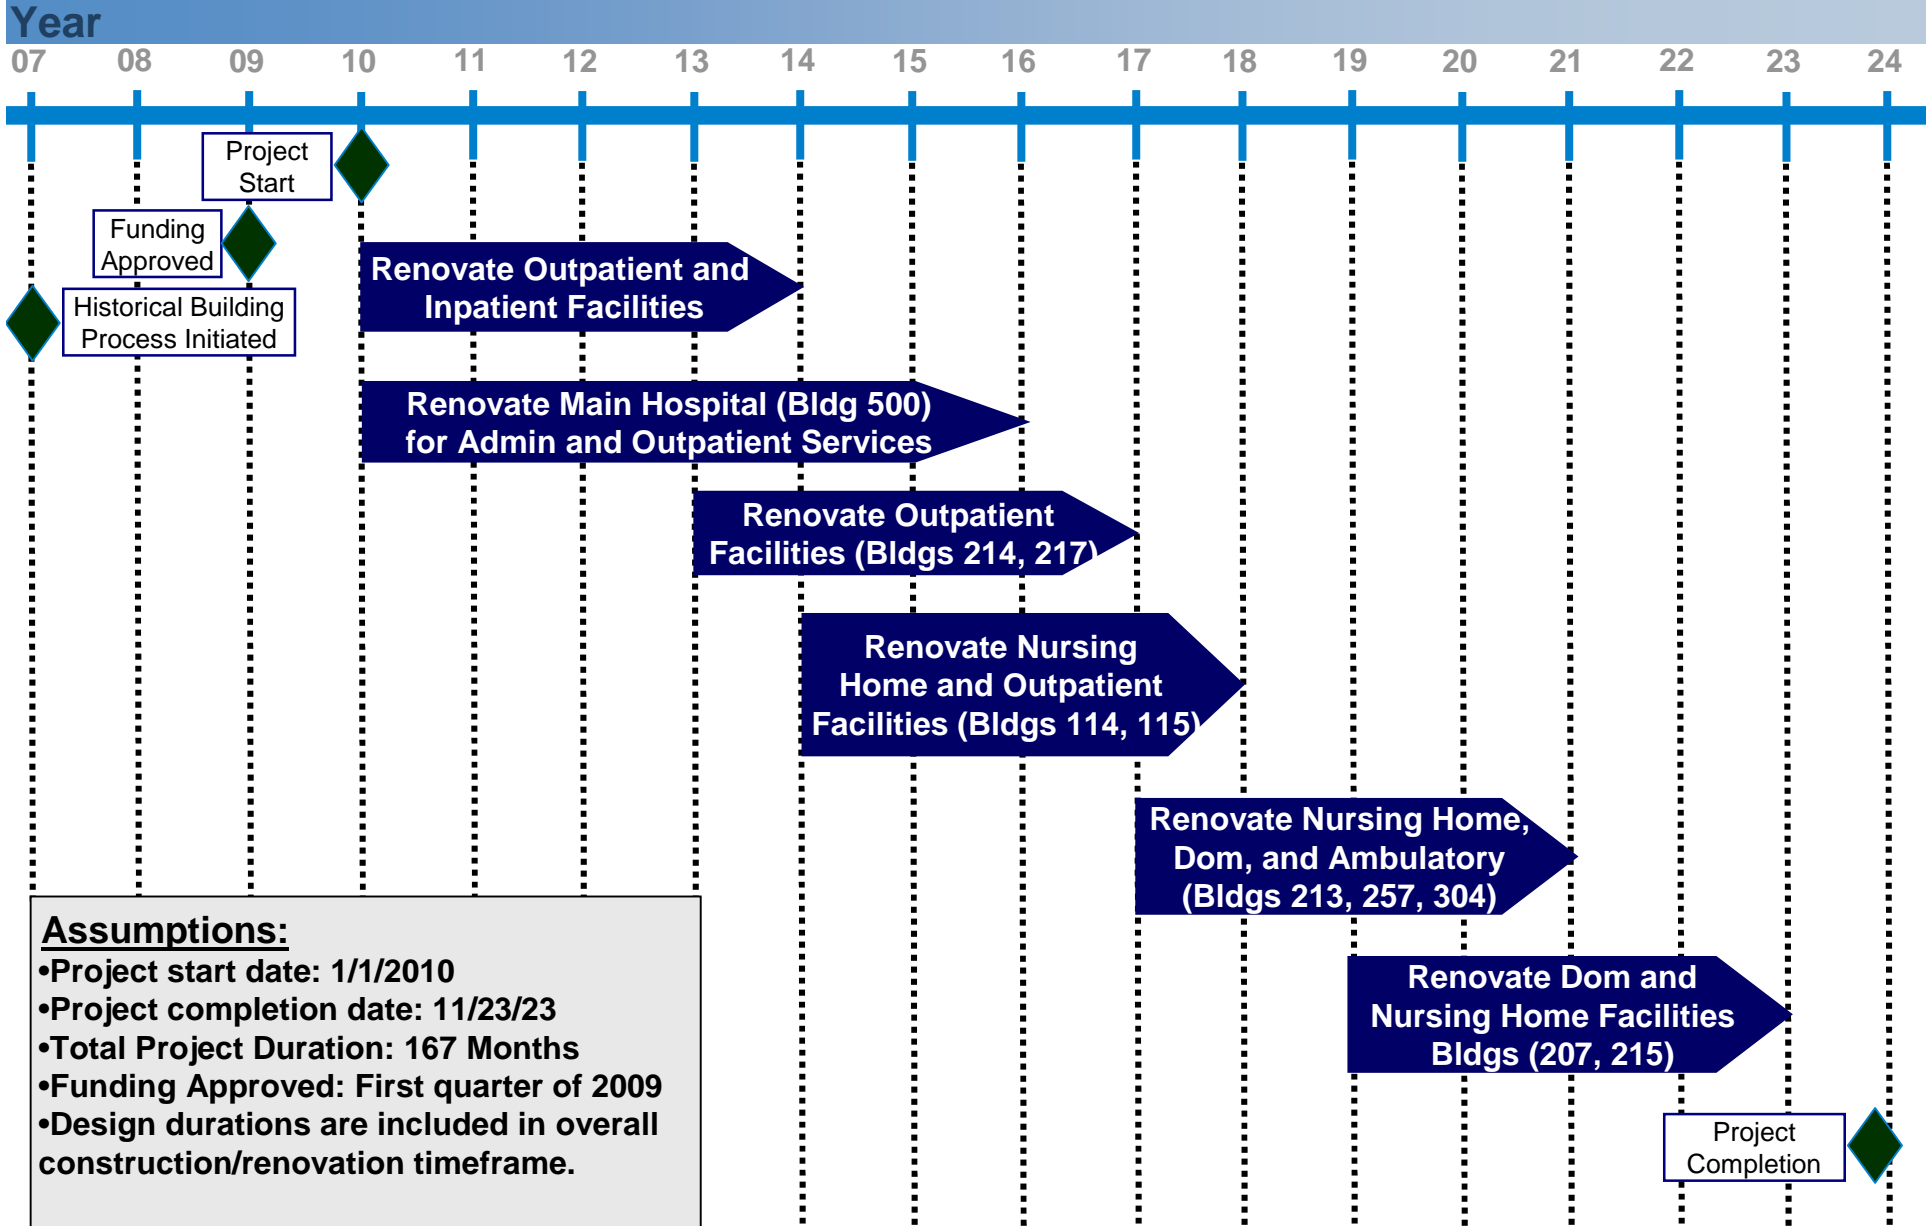 Year
07 08 09 10 11 12 13 14 15 16 17 18 19 20 21 22 23 24
Project
Start
Funding
Approved
Historical Building
Process Initiated
Renovate Outpatient and
Inpatient Facilities
Renovate Main Hospital (Bldg 500)
for Admin and Outpatient Services
Renovate Outpatient
Facilities (Bldgs 214, 217)
Renovate Nursing
Home and Outpatient
Facilities (Bldgs 114, 115)
Renovate Nursing Home,
Dom, and Ambulatory
(Bldgs 213, 257, 304)
Renovate Dom and
Nursing Home Facilities
Bldgs (207, 215)
Project
Completion
Assumptions:
•Project start date: 1/1/2010
•Project completion date: 11/23/23
•Total Project Duration: 167 Months
•Funding Approved: First quarter of 2009
•Design durations are included in overall
construction/renovation timeframe.